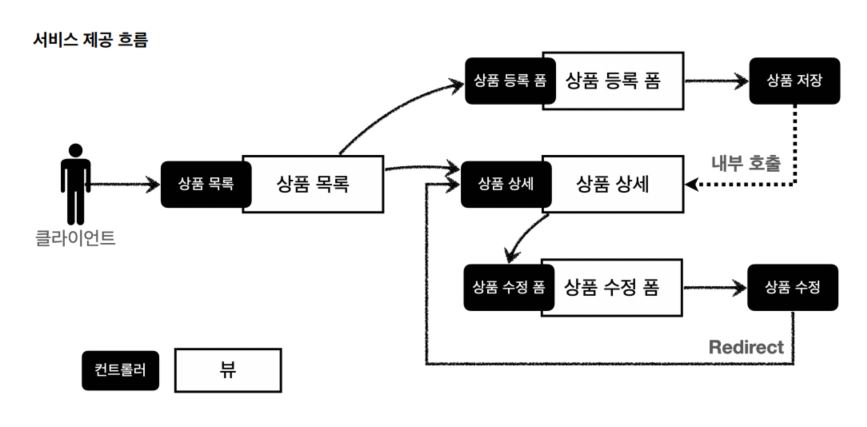 서비스 제공 흐름
상품 등록 폼
상품 등록 폼
상품 저장
내부 호출
상품 목록
상품 목록
상품 상세
상품 상세
클라이언트
상품 수정 폼
상품 수정 폼
상품 수정
Redirect
컨트롤러
뷰